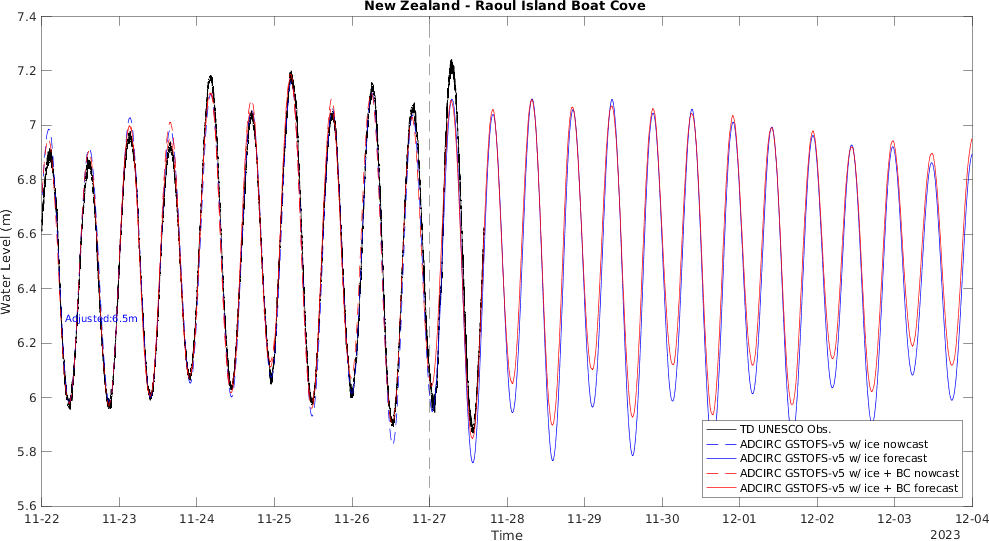 New Zealand - Raoul Island Boat Cove
7.4
7.2
7
6.8
6.6
6.4
6.2
6
5.8
5.6
Water Level (m)
Adjusted:6.5m
TD UNESCO Obs.
ADCIRC GSTOFS-v5 w/ ice nowcast
ADCIRC GSTOFS-v5 w/ ice forecast
ADCIRC GSTOFS-v5 w/ ice + BC nowcast
ADCIRC GSTOFS-v5 w/ ice + BC forecast
11-22 11-23 11-24 11-25 11-26 11-27 11-28 11-29 11-30 12-01 12-02 12-03 12-04
Time
2023